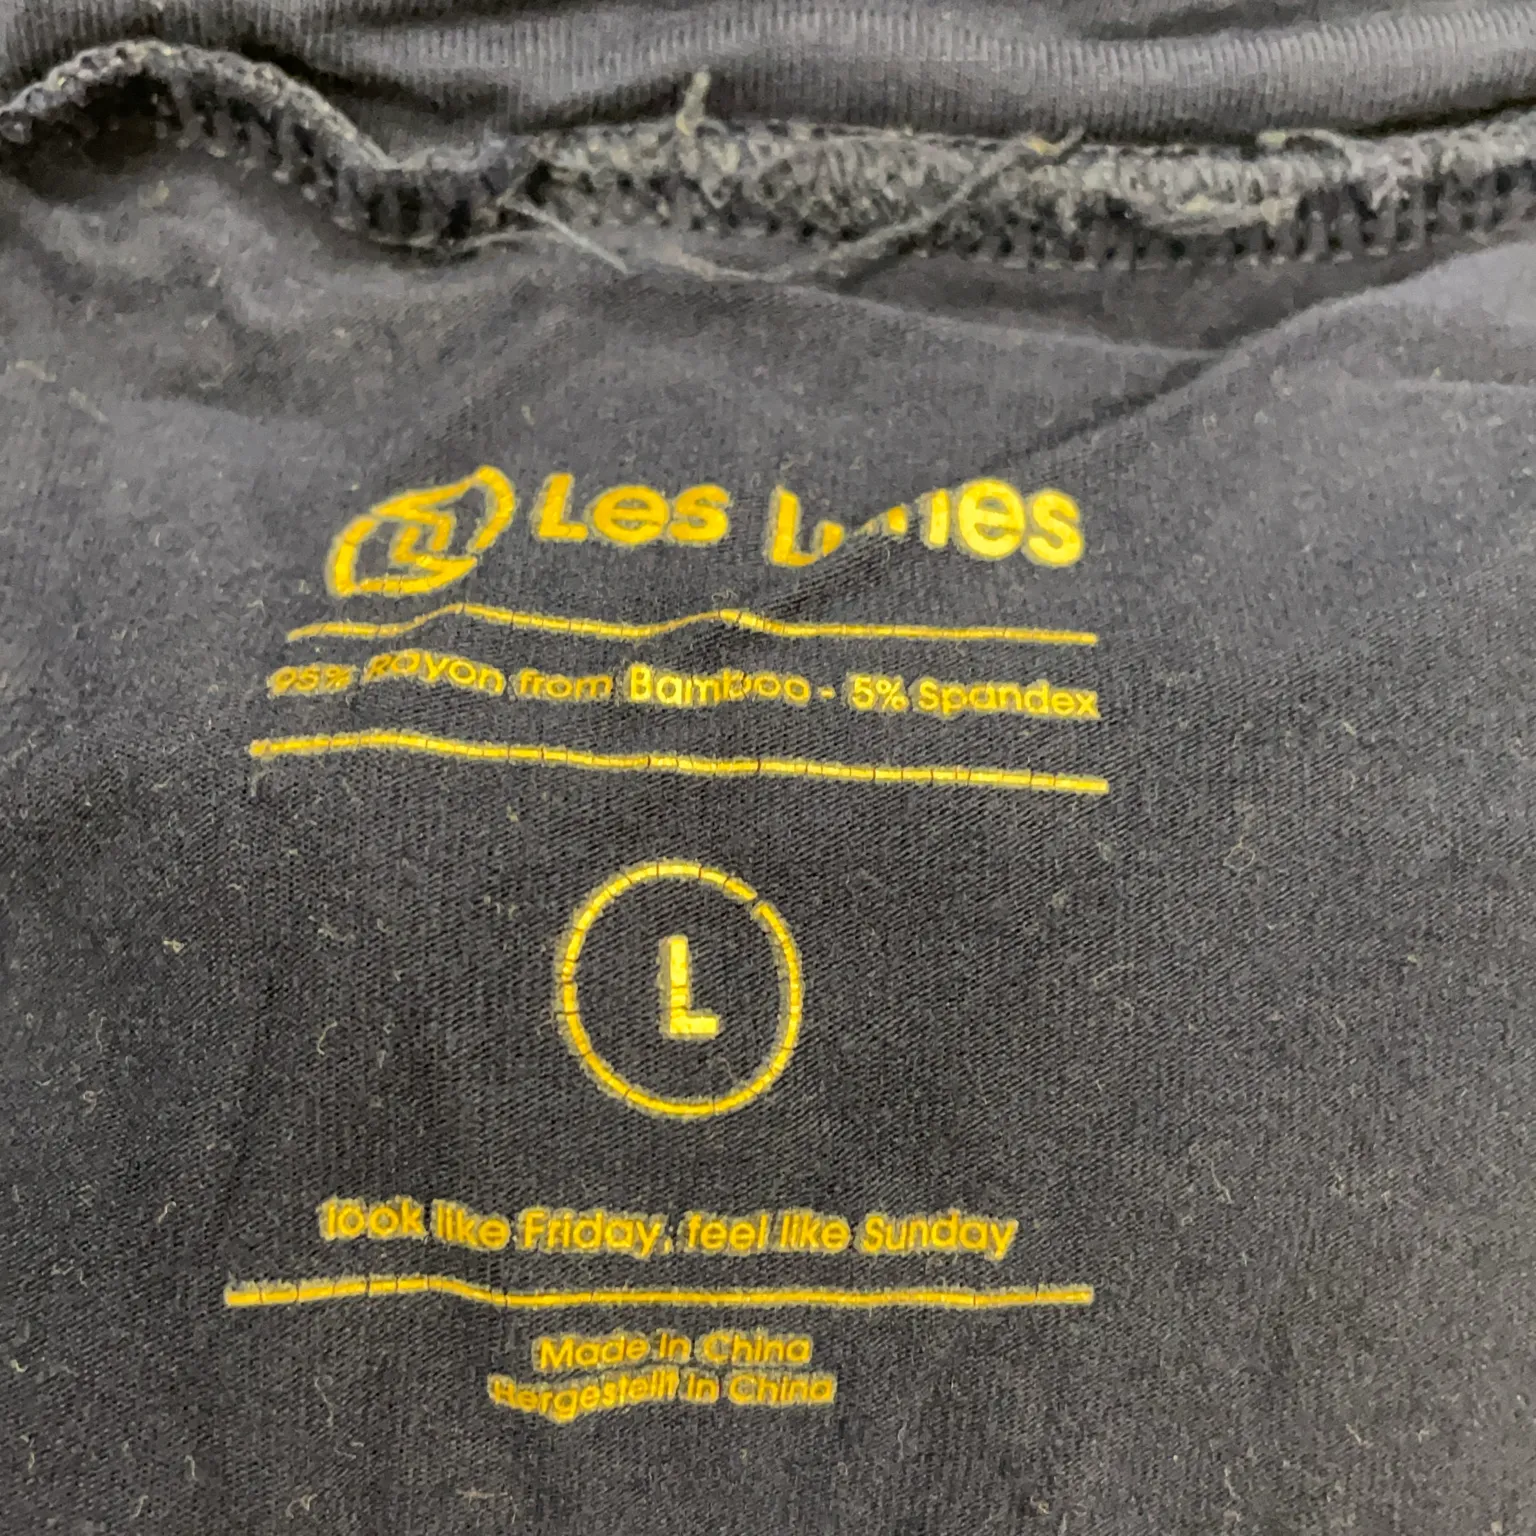 Les
95% Rayon from Bamboo - 5% Spandex
L
look like Friday, feel like Sunday
Made in China
Hergestellt in China